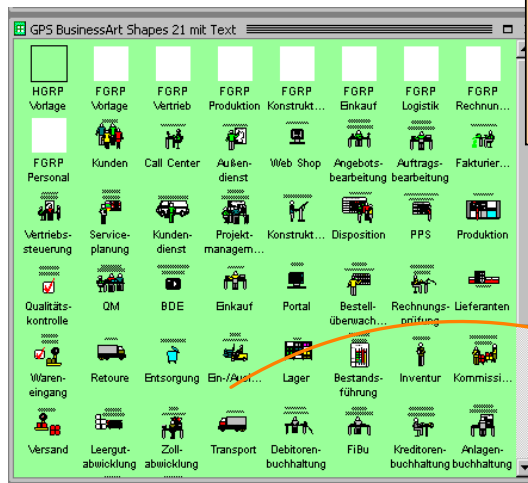 GPS BusinessArt Shapes 21 mit Text
HGRP FGRP FGRP FGRP FGRP FGRP FGRP FGRP
Vorlage Vorlage Vertrieb Produktion Konstrukt... Einkauf Logistik Rechnun...
FGRP Kunden Call Center Außen- Web Shop Angebots- Auftrags- Fakturier...
Personal dienst bearbeitung bearbeitung
Vertriebs- Service- Kunden- Projekt- Konstrukt... Disposition PPS Produktion
steuerung planung dienst managem...
Qualitäts- QM BDE Einkauf Portal Bestell- Rechnungs- Lieferanten
kontrolle überwach... prüfung
Waren- Retoure Entsorgung Ein-/Ausl... Lager Bestands- Inventur Kommissi...
eingang führung
Versand Leergut- Zoll- Transport Debitoren- FiBu Kreditoren- Anlagen-
abwicklung abwicklung buchhaltung buchhaltung buchhaltung